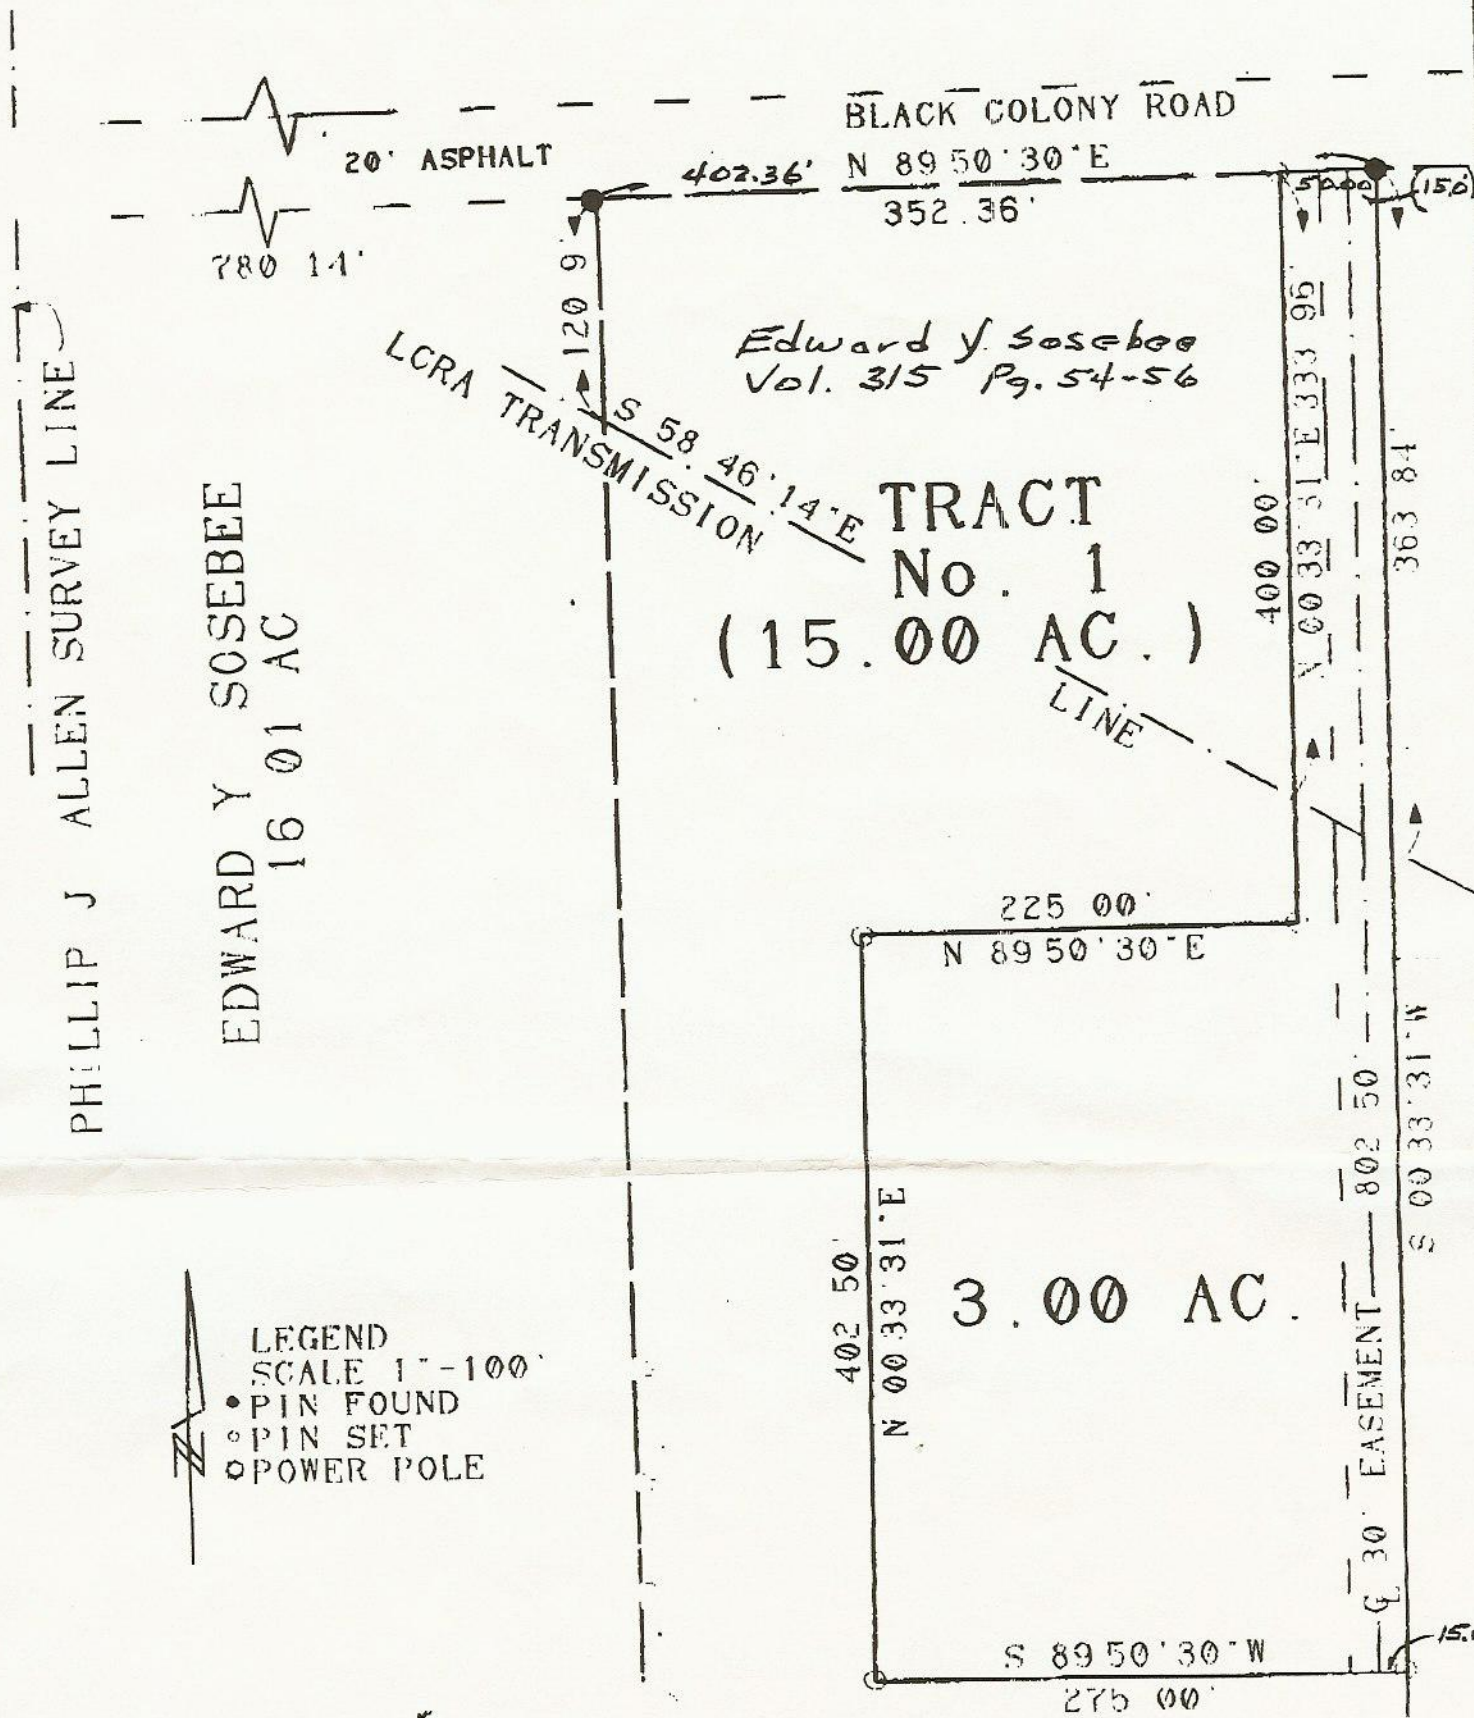 BLACK COLONY ROAD
20' ASPHALT
402.36'
N 89 50'30"E
352.36'
50.00
(15.0'
780 14'
120 9'
Edward Y. Sosebee
Vol. 315 Pg. 54-56
LCRA TRANSMISSION
S 58 46'14"E
LINE
TRACT
No. 1
(15.00 AC.)
400 00'
N 00 33'31"E 333 96'
363 84'
PHILLIP J ALLEN SURVEY LINE
EDWARD Y SOSEBEE
16 01 AC
225 00'
N 89 50'30"E
402 50'
N 00 33'31"E
3.00 AC.
℄ 30' EASEMENT 802 50'
S 00 33'31"W
LEGEND
SCALE 1"-100'
PIN FOUND
PIN SET
POWER POLE
S 89 50'30"W
275 00'